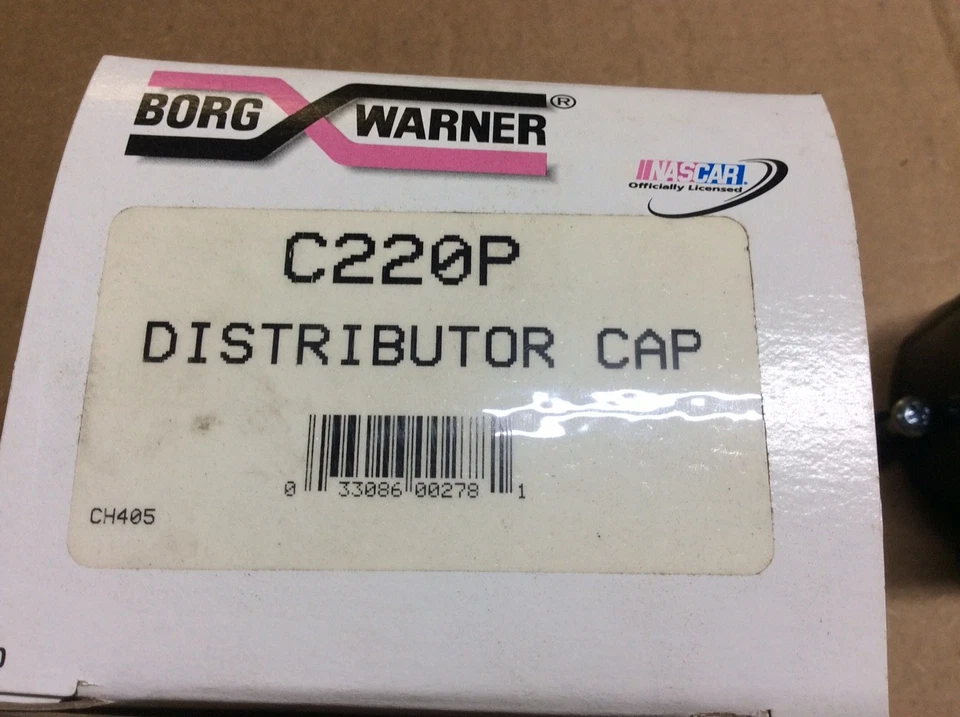 BORG WARNER®
NASCAR.
Officially Licensed
C220P
DISTRIBUTOR CAP
0 33086 00278 1
CH405